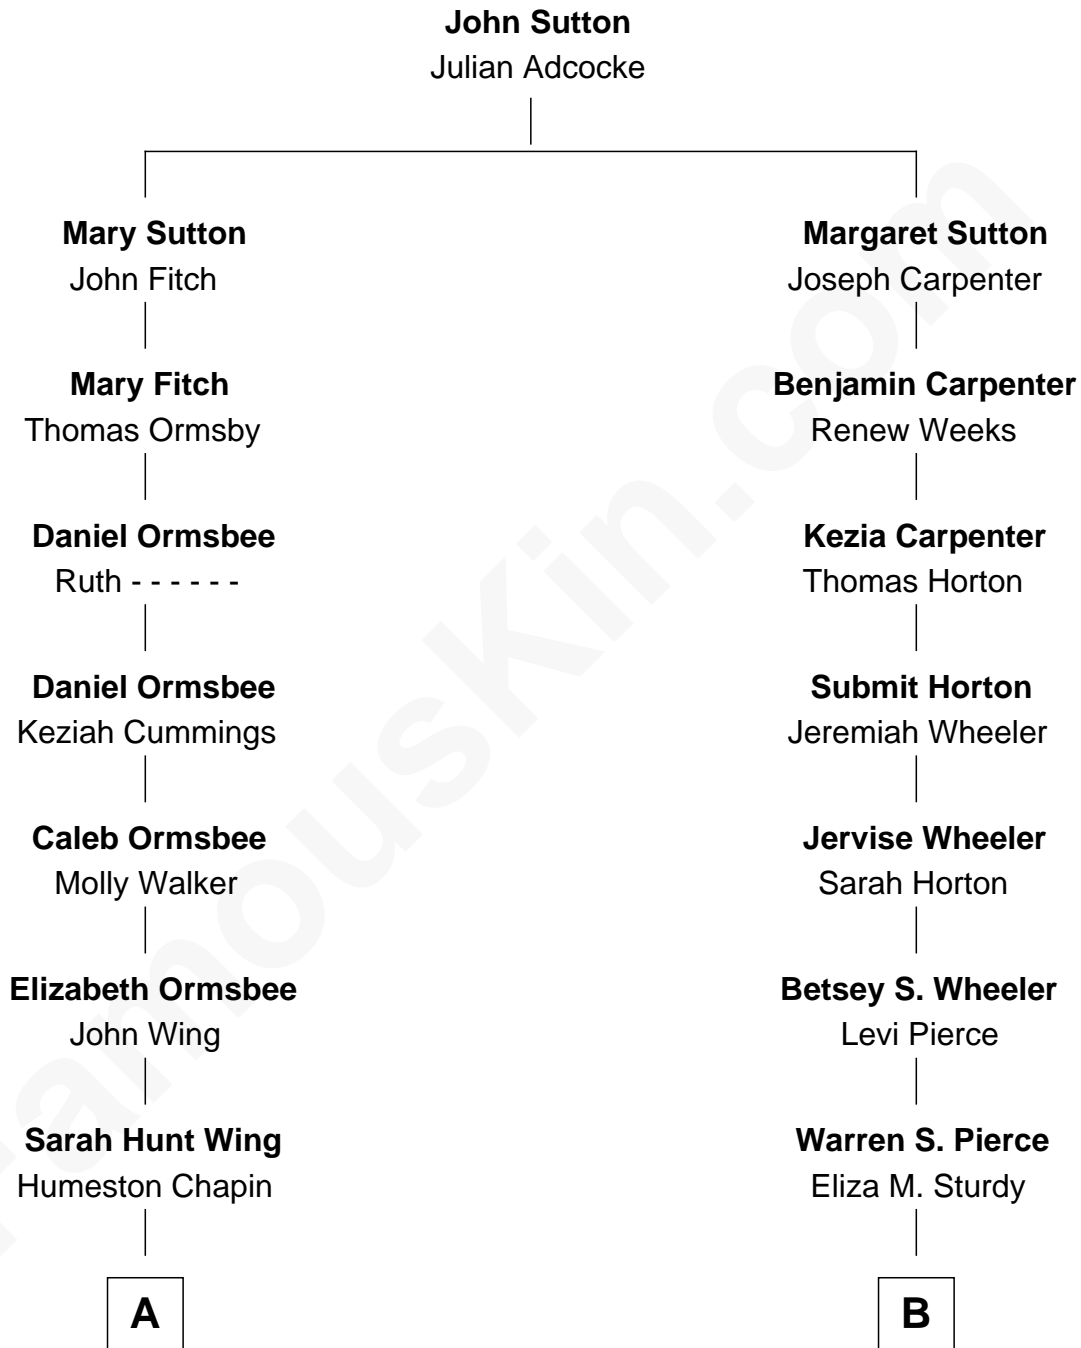 John Sutton
Julian Adcocke
Mary Sutton
John Fitch
Margaret Sutton
Joseph Carpenter
Mary Fitch
Thomas Ormsby
Benjamin Carpenter
Renew Weeks
Daniel Ormsbee
Ruth - - - - - -
Kezia Carpenter
Thomas Horton
Daniel Ormsbee
Keziah Cummings
Submit Horton
Jeremiah Wheeler
Caleb Ormsbee
Molly Walker
Jervise Wheeler
Sarah Horton
Elizabeth Ormsbee
John Wing
Betsey S. Wheeler
Levi Pierce
Sarah Hunt Wing
Humeston Chapin
Warren S. Pierce
Eliza M. Sturdy
A
B
FamousKin.com